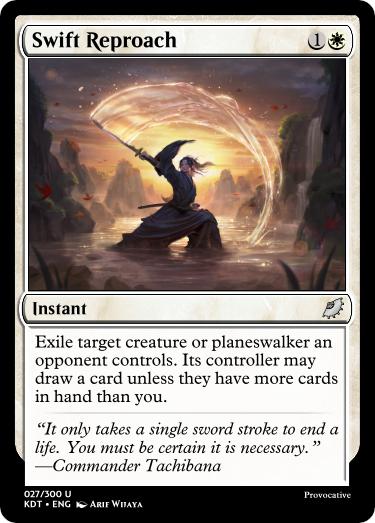 Swift Reproach 1
Instant
Exile target creature or planeswalker an
opponent controls. Its controller may
draw a card unless they have more cards
in hand than you.
“It only takes a single sword stroke to end a
life. You must be certain it is necessary.”
—Commander Tachibana
027/300 U
KDT • ENG Arif Wijaya Provocative